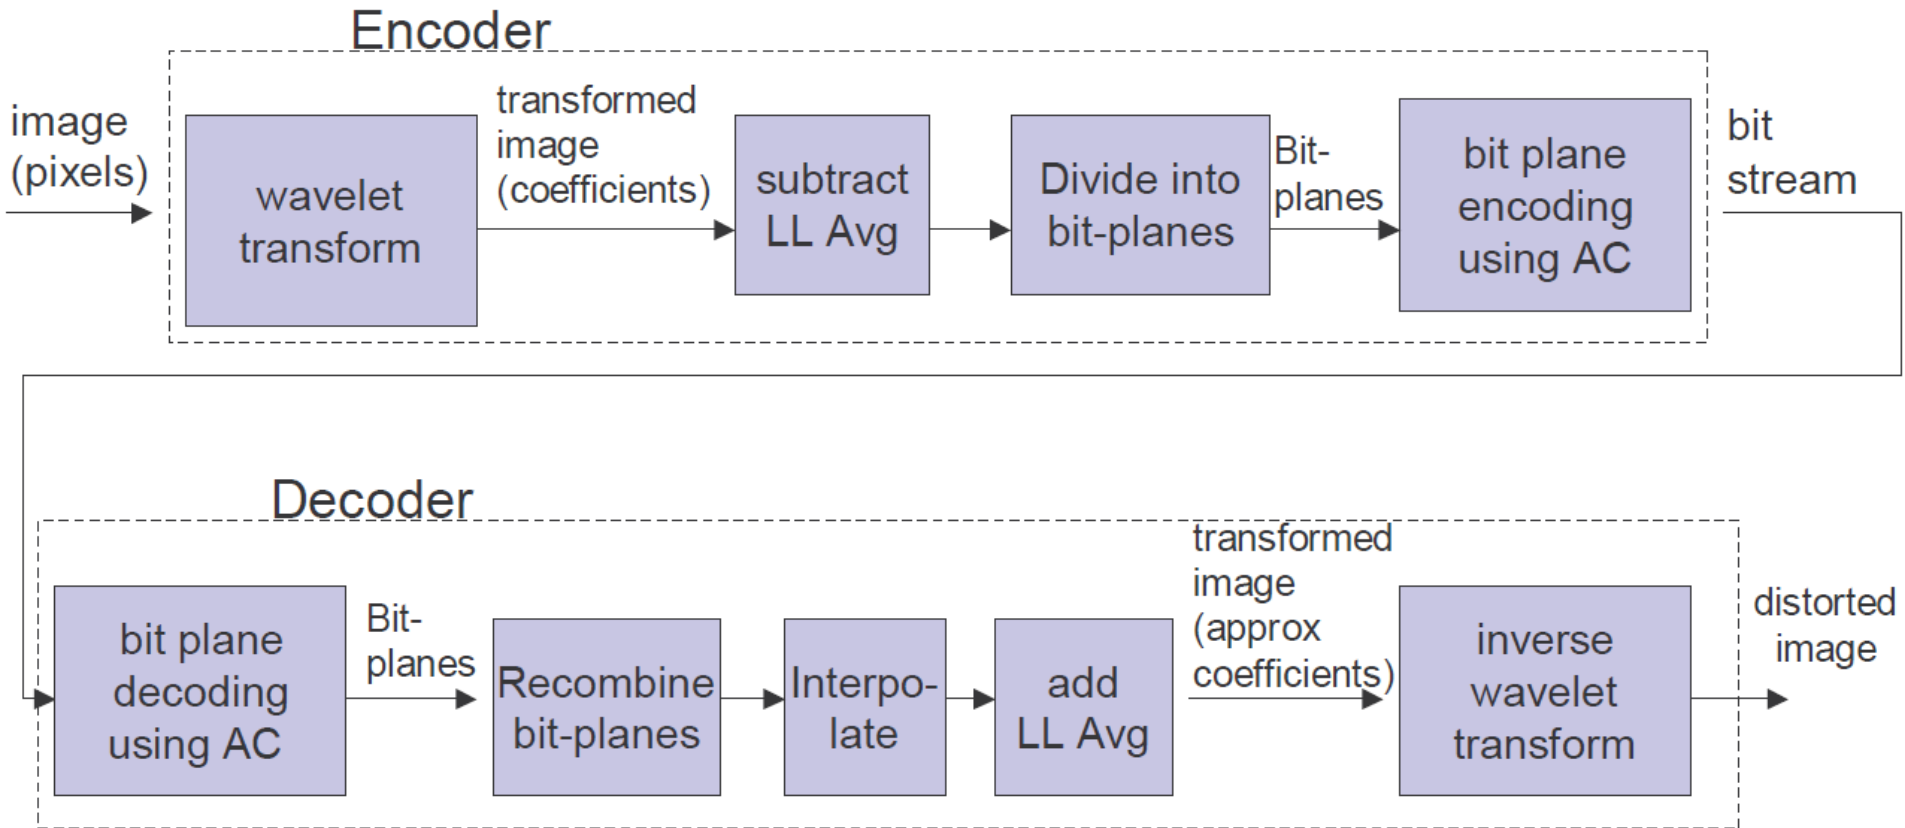 Encoder
image
(pixels)
wavelet
transform
transformed
image
(coefficients)
subtract
LL Avg
Divide into
bit-planes
Bit-
planes
bit plane
encoding
using AC
bit
stream
Decoder
bit plane
decoding
using AC
Bit-
planes
Recombine
bit-planes
Interpo-
late
add
LL Avg
transformed
image
(approx
coefficients)
inverse
wavelet
transform
distorted
image